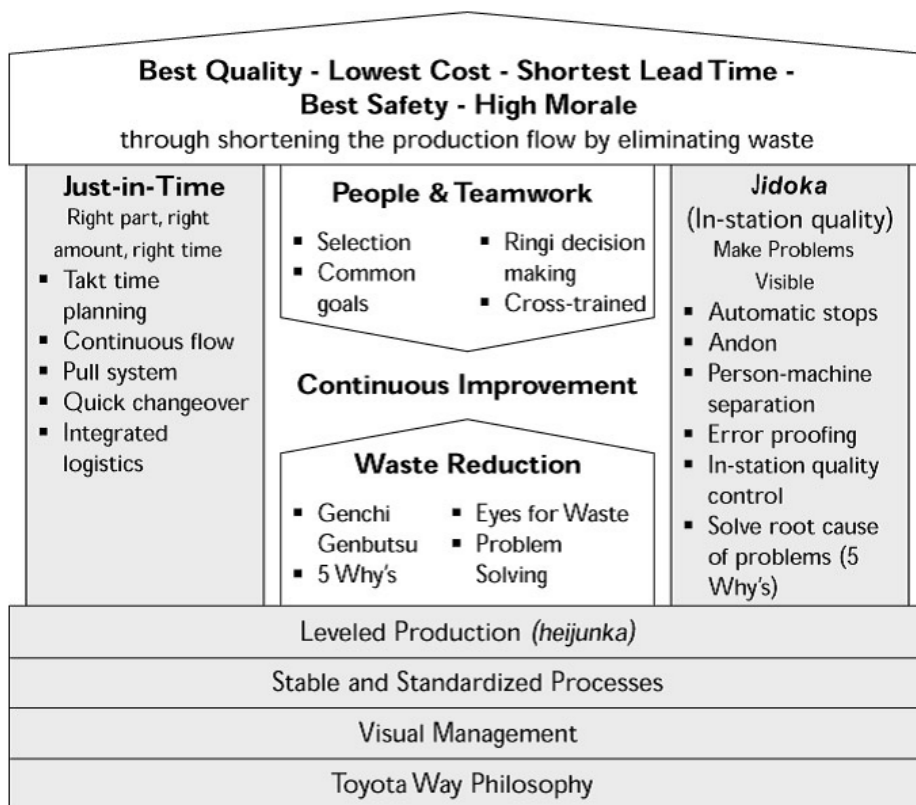 Best Quality - Lowest Cost - Shortest Lead Time -
Best Safety - High Morale
through shortening the production flow by eliminating waste
Just-in-Time
Right part, right
amount, right time
▪ Takt time
planning
▪ Continuous flow
▪ Pull system
▪ Quick changeover
▪ Integrated
logistics
People & Teamwork
▪ Selection
▪ Common
goals
▪ Ringi decision
making
▪ Cross-trained
Continuous Improvement
Waste Reduction
▪ Genchi
Genbutsu
▪ 5 Why's
▪ Eyes for Waste
▪ Problem
Solving
Jidoka
(In-station quality)
Make Problems
Visible
▪ Automatic stops
▪ Andon
▪ Person-machine
separation
▪ Error proofing
▪ In-station quality
control
▪ Solve root cause
of problems (5
Why's)
Leveled Production (heijunka)
Stable and Standardized Processes
Visual Management
Toyota Way Philosophy